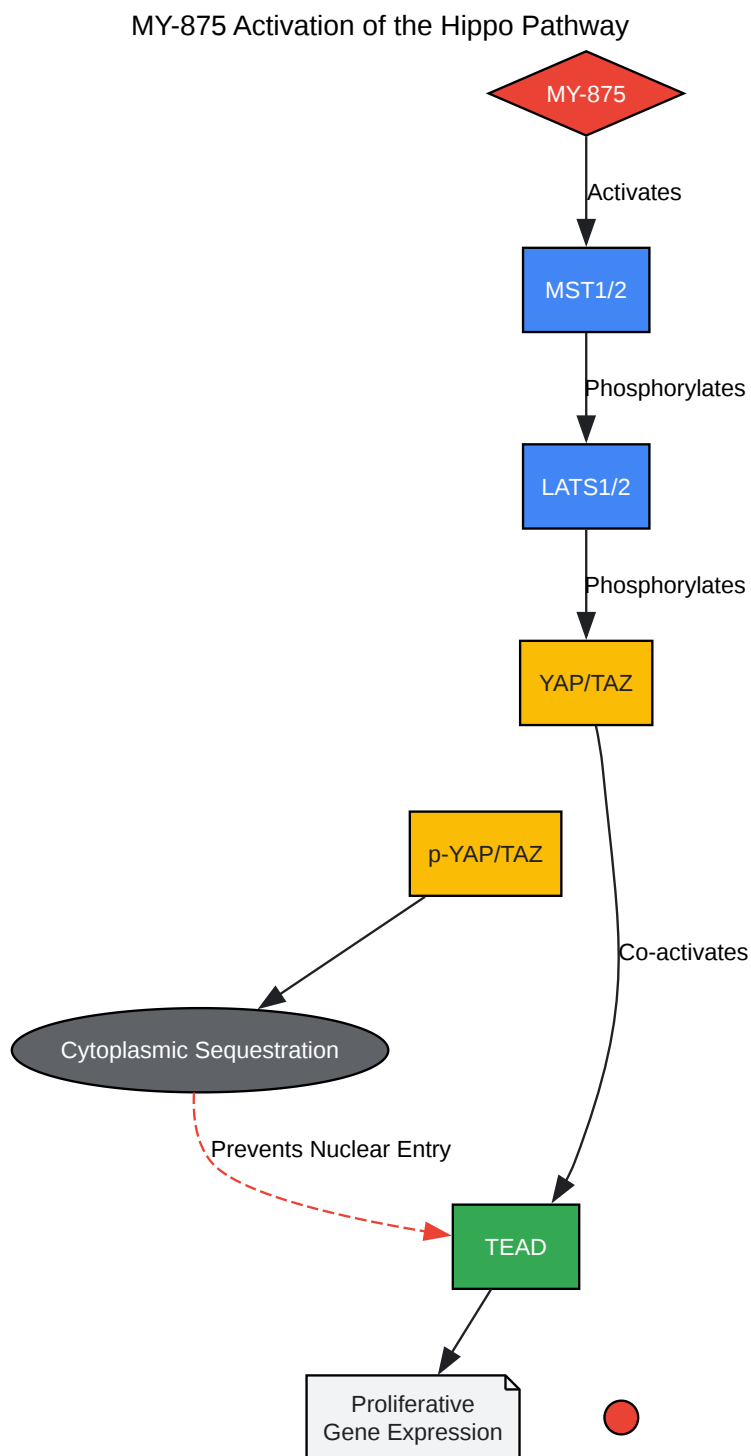 MY-875 Activation of the Hippo Pathway
MY-875
Activates
MST1/2
Phosphorylates
LATS1/2
Phosphorylates
YAP/TAZ
p-YAP/TAZ
Co-activates
Cytoplasmic Sequestration
Prevents Nuclear Entry
TEAD
Proliferative
Gene Expression